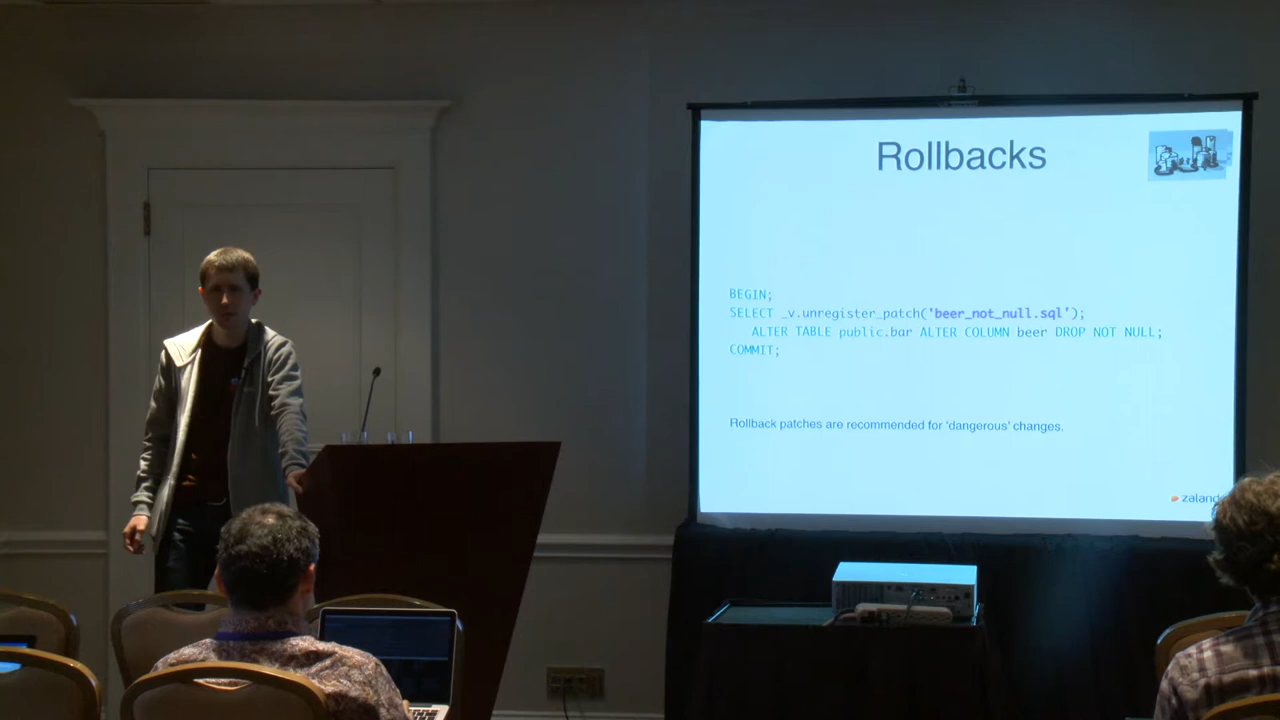 Rollbacks
BEGIN;
SELECT _v.unregister_patch('beer_not_null.sql');
ALTER TABLE public.bar ALTER COLUMN beer DROP NOT NULL;
COMMIT;
Rollback patches are recommended for 'dangerous' changes.
zaland